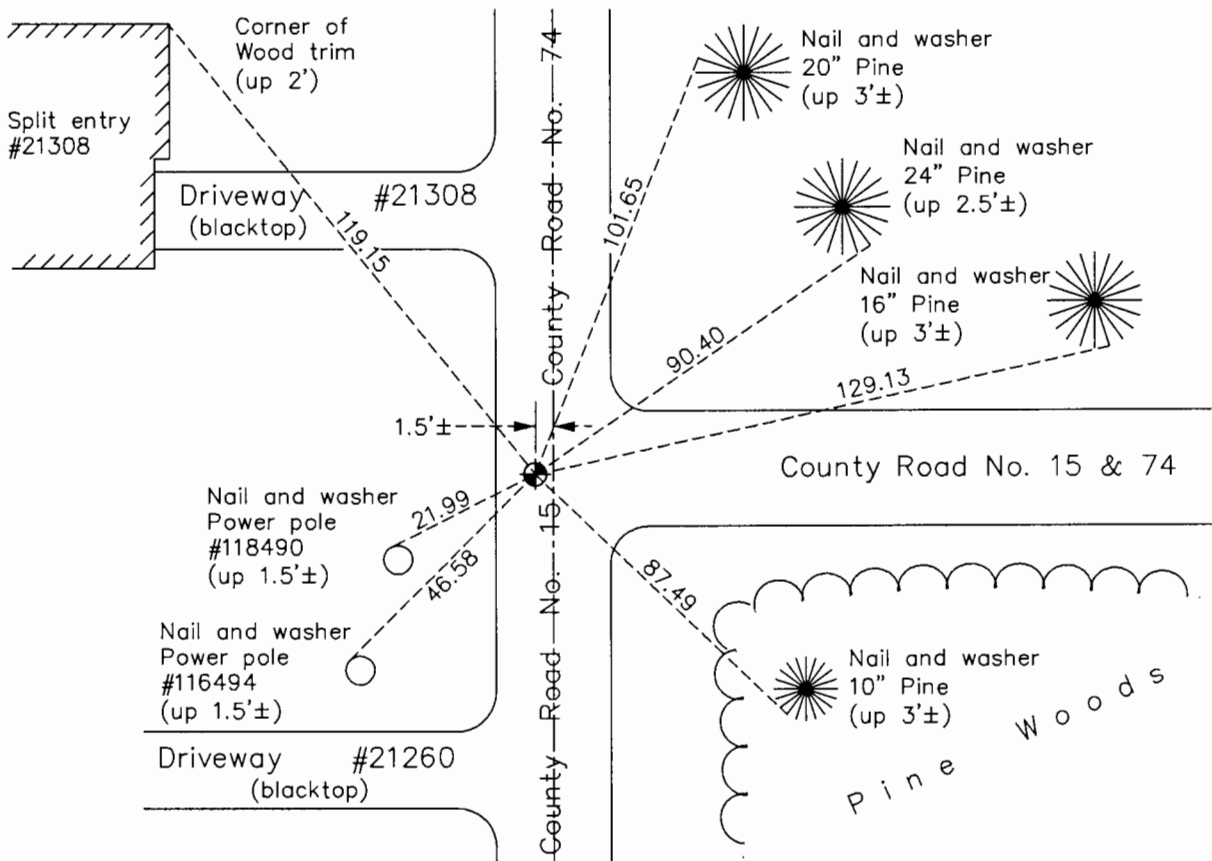 Corner of
Wood trim
(up 2')
Split entry
#21308
Driveway #21308
(blacktop)
119.15
County Road No. 74
101.65
Nail and washer
20" Pine
(up 3'±)
Nail and washer
24" Pine
(up 2.5'±)
90.40
Nail and washer
16" Pine
(up 3'±)
129.13
1.5'±
County Road No. 15 & 74
Nail and washer
Power pole
#118490
(up 1.5'±)
21.99
46.58
Nail and washer
Power pole
#116494
(up 1.5'±)
County Road No. 15
87.49
Nail and washer
10" Pine
(up 3'±)
Pine Woods
Driveway #21260
(blacktop)